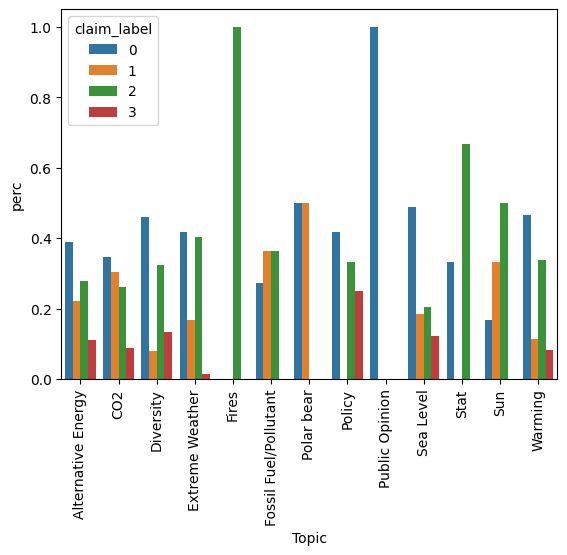 claim_label
0
1
2
3
perc
1.0
0.8
0.6
0.4
0.2
0.0
Alternative Energy
CO2
Diversity
Extreme Weather
Fires
Fossil Fuel/Pollutant
Polar bear
Policy
Public Opinion
Sea Level
Stat
Sun
Warming
Topic